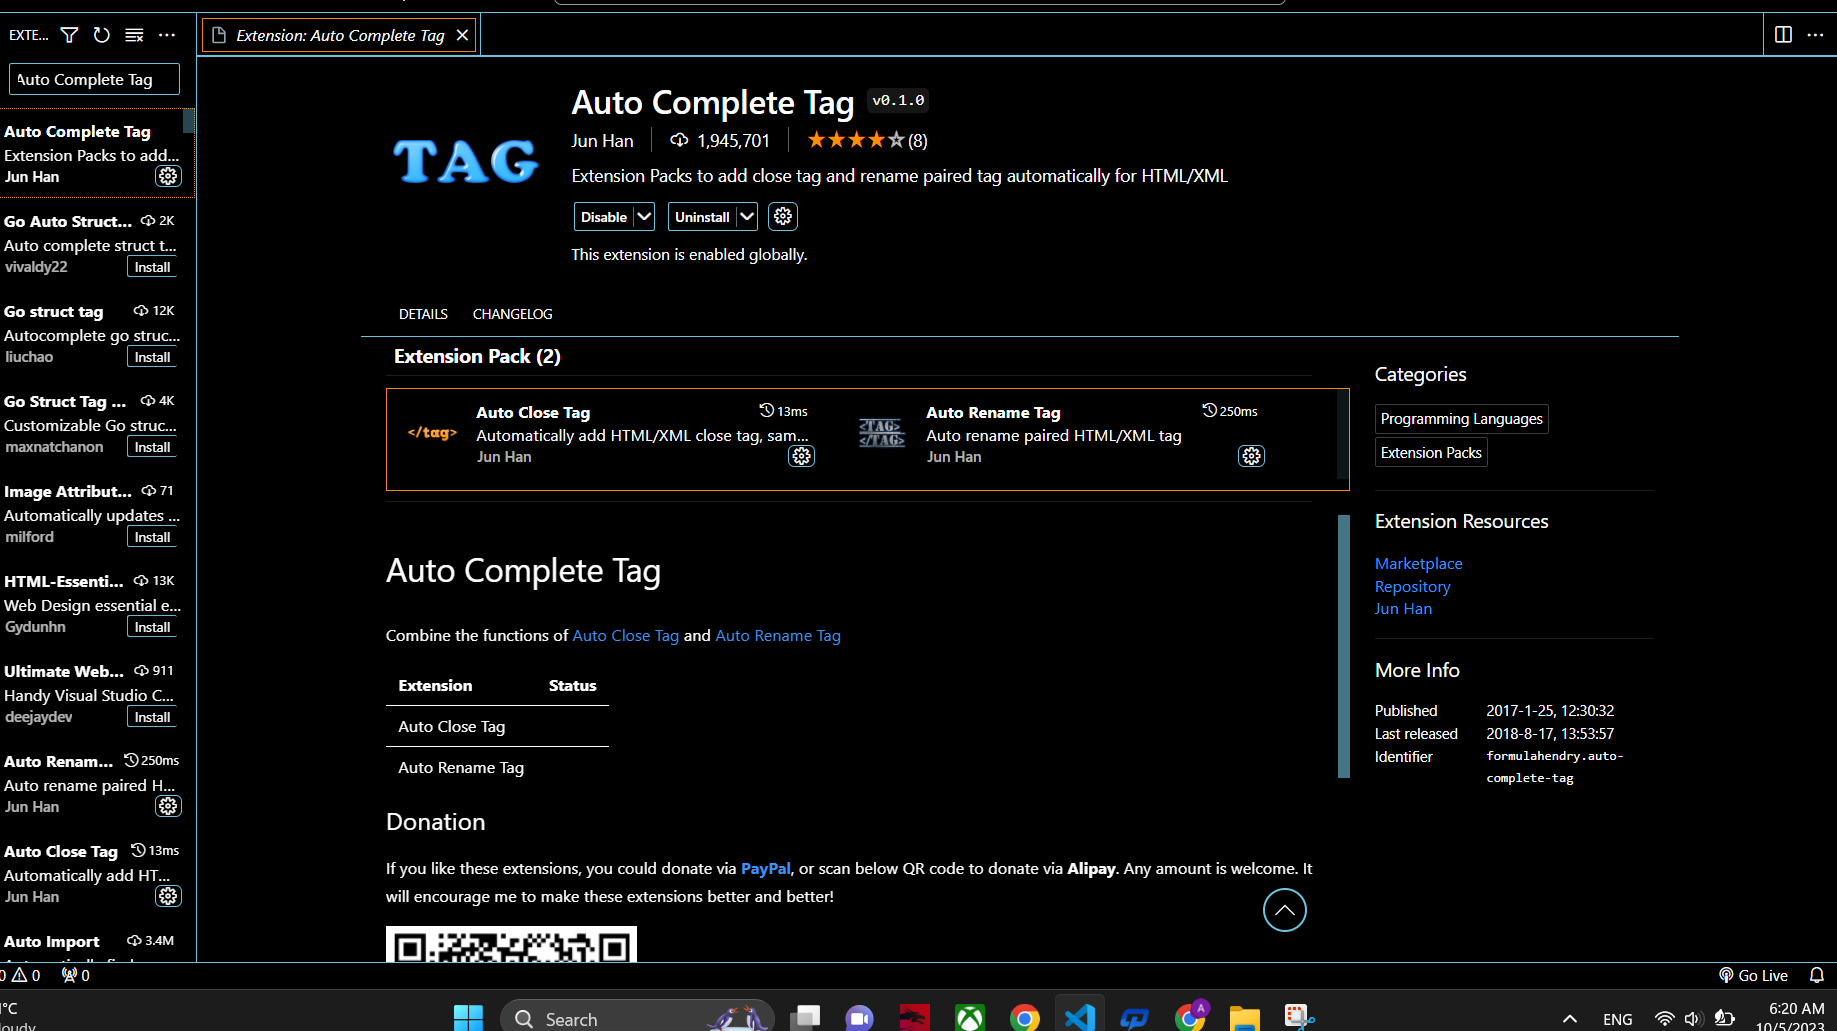 EXTE...
Extension: Auto Complete Tag
Auto Complete Tag
Auto Complete Tag
Extension Packs to add...
Jun Han
Go Auto Struct... 2K
Auto complete struct t...
vivaldy22 Install
Go struct tag 12K
Autocomplete go struc...
liuchao Install
Go Struct Tag ... 4K
Customizable Go struc...
maxnatchanon Install
Image Attribut... 71
Automatically updates ...
milford Install
HTML-Essenti... 13K
Web Design essential e...
Gydunhn Install
Ultimate Web... 911
Handy Visual Studio C...
deejaydev Install
Auto Renam... 250ms
Auto rename paired H...
Jun Han
Auto Close Tag 13ms
Automatically add HT...
Jun Han
Auto Import 3.4M
TAG
Auto Complete Tag v0.1.0
Jun Han 1,945,701 (8)
Extension Packs to add close tag and rename paired tag automatically for HTML/XML
Disable Uninstall
This extension is enabled globally.
DETAILS CHANGELOG
Extension Pack (2)
</tag>
Auto Close Tag 13ms
Automatically add HTML/XML close tag, sam...
Jun Han
<TAG>
</TAG>
Auto Rename Tag 250ms
Auto rename paired HTML/XML tag
Jun Han
Auto Complete Tag
Combine the functions of Auto Close Tag and Auto Rename Tag
Extension Status
Auto Close Tag
Auto Rename Tag
Donation
If you like these extensions, you could donate via PayPal, or scan below QR code to donate via Alipay. Any amount is welcome. It
will encourage me to make these extensions better and better!
Categories
Programming Languages
Extension Packs
Extension Resources
Marketplace
Repository
Jun Han
More Info
Published 2017-1-25, 12:30:32
Last released 2018-8-17, 13:53:57
Identifier formulahendry.auto-
complete-tag
0 0 0
Go Live
°C
Search
A
ENG
6:20 AM
10/5/2023